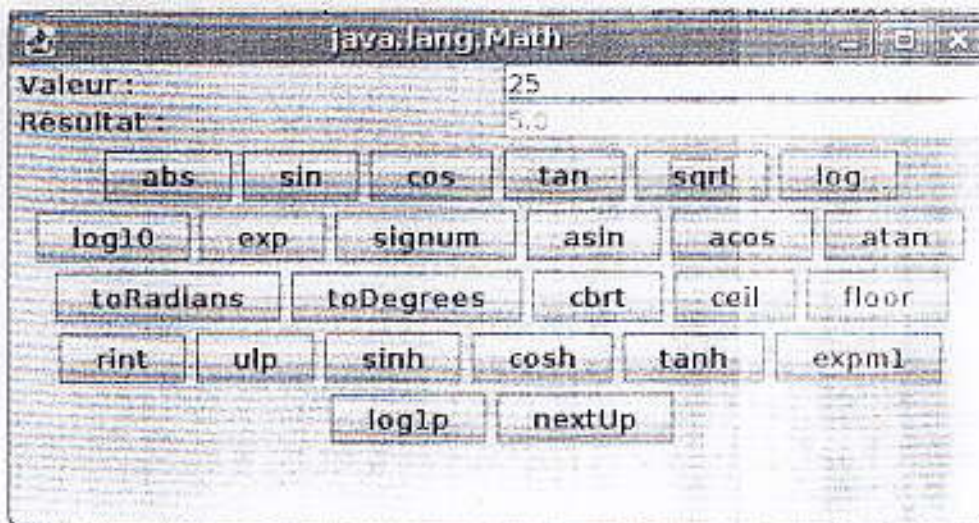 java.lang.Math
Valeur : 25
Résultat : 5.0
abs sin cos tan sqrt log
log10 exp signum asin acos atan
toRadians toDegrees cbrt ceil floor
rint ulp sinh cosh tanh expm1
log1p nextUp